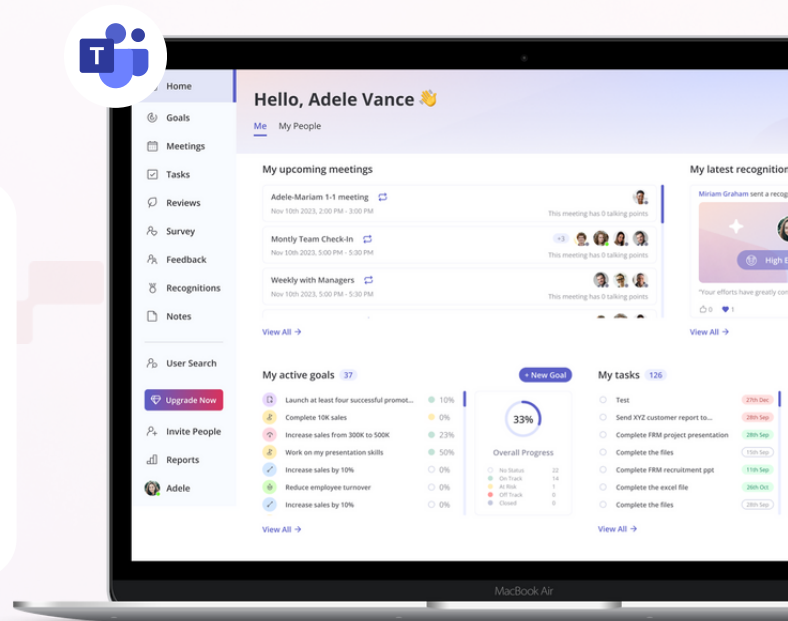 T
Home
Hello, Adele Vance 👋
Me My People
Goals
Meetings
Tasks
Reviews
Survey
Feedback
Recognitions
Notes
User Search
Upgrade Now
Invite People
Reports
Adele
My upcoming meetings
Adele-Mariam 1-1 meeting
Nov 10th 2023, 2:00 PM - 3:00 PM
This meeting has 0 talking points
Montly Team Check-In
+3
Nov 10th 2023, 5:00 PM - 5:30 PM
This meeting has 0 talking points
Weekly with Managers
Nov 10th 2023, 5:00 PM - 5:30 PM
This meeting has 0 talking points
View All →
My latest recognition
Miriam Graham sent a recog
High E
"Your efforts have greatly con
0 1
View All →
My active goals 37
+ New Goal
Launch at least four successful promot... 10%
Complete 10K sales 0%
Increase sales from 300K to 500K 23%
Work on my presentation skills 50%
Increase sales by 10% 0%
Reduce employee turnover 0%
Increase sales by 10% 0%
View All →
33%
Overall Progress
No Status 22
On Track 14
At Risk 1
Off Track 0
Closed 0
My tasks 126
Test 27th Dec
Send XYZ customer report to... 28th Sep
Complete FRM project presentation 28th Sep
Complete the files 15th Sep
Complete FRM recruitment ppt 11th Sep
Complete the excel file 26th Oct
Complete the files 28th Sep
View All →
MacBook Air